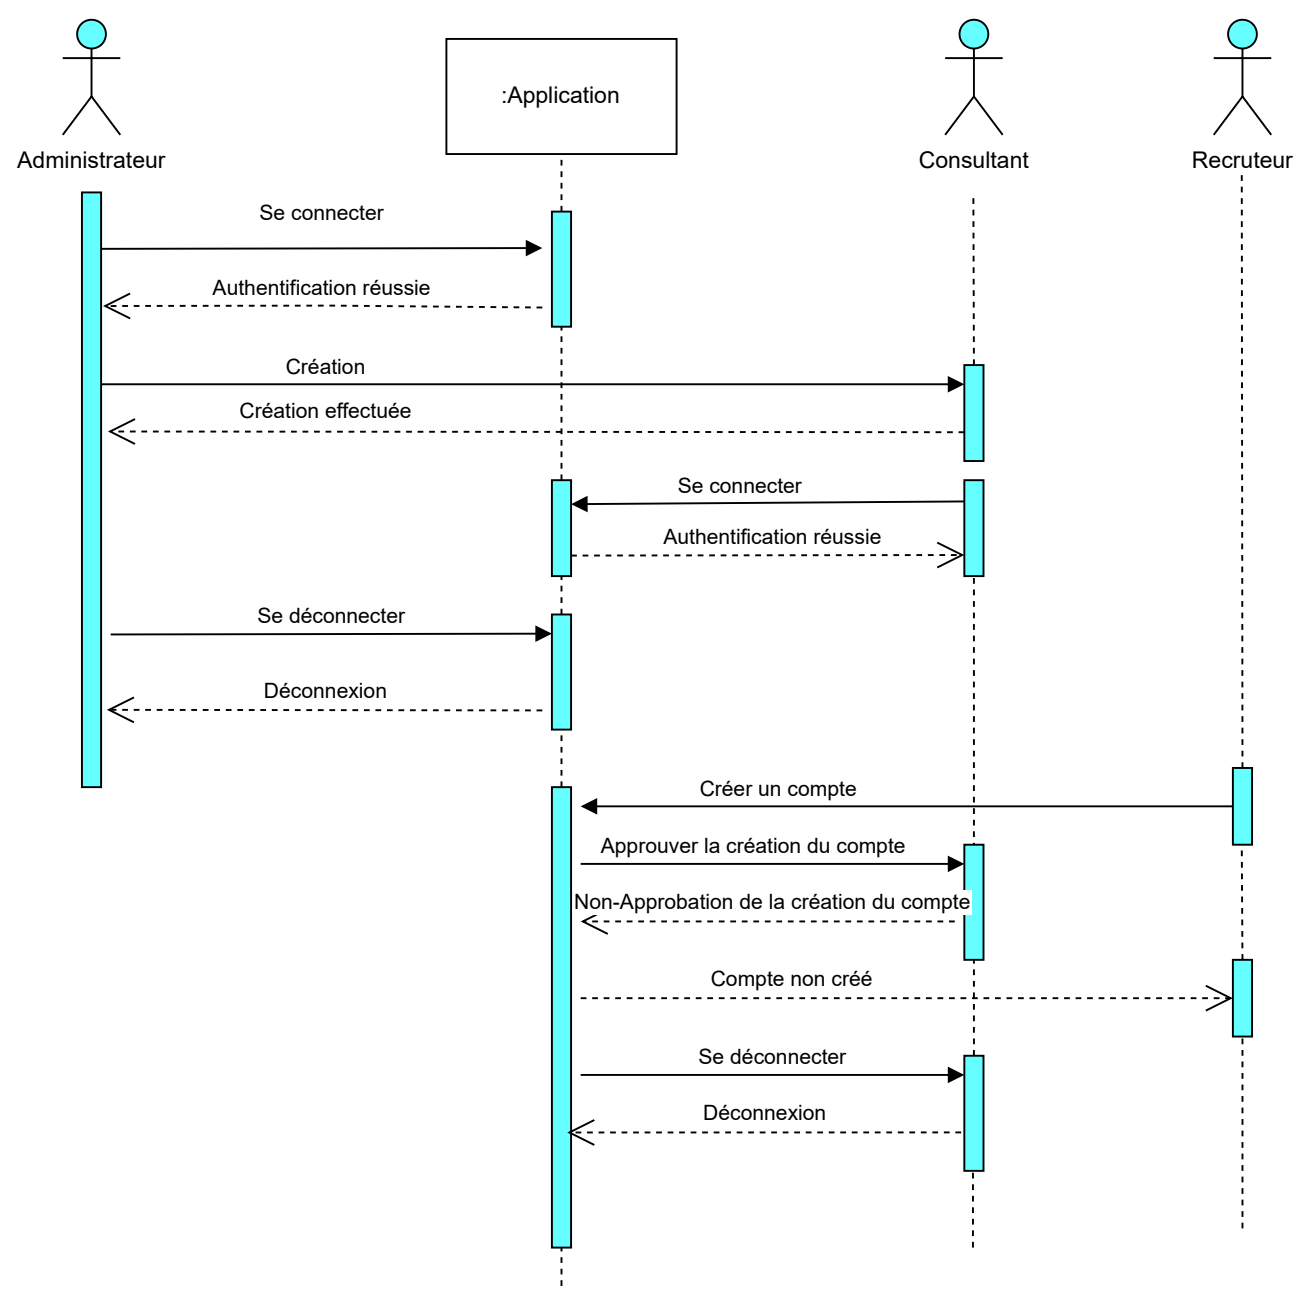 :Application
Administrateur
Consultant
Recruteur
Se connecter
Authentification réussie
Création
Création effectuée
Se connecter
Authentification réussie
Se déconnecter
Déconnexion
Créer un compte
Approuver la création du compte
Non-Approbation de la création du compte
Compte non créé
Se déconnecter
Déconnexion